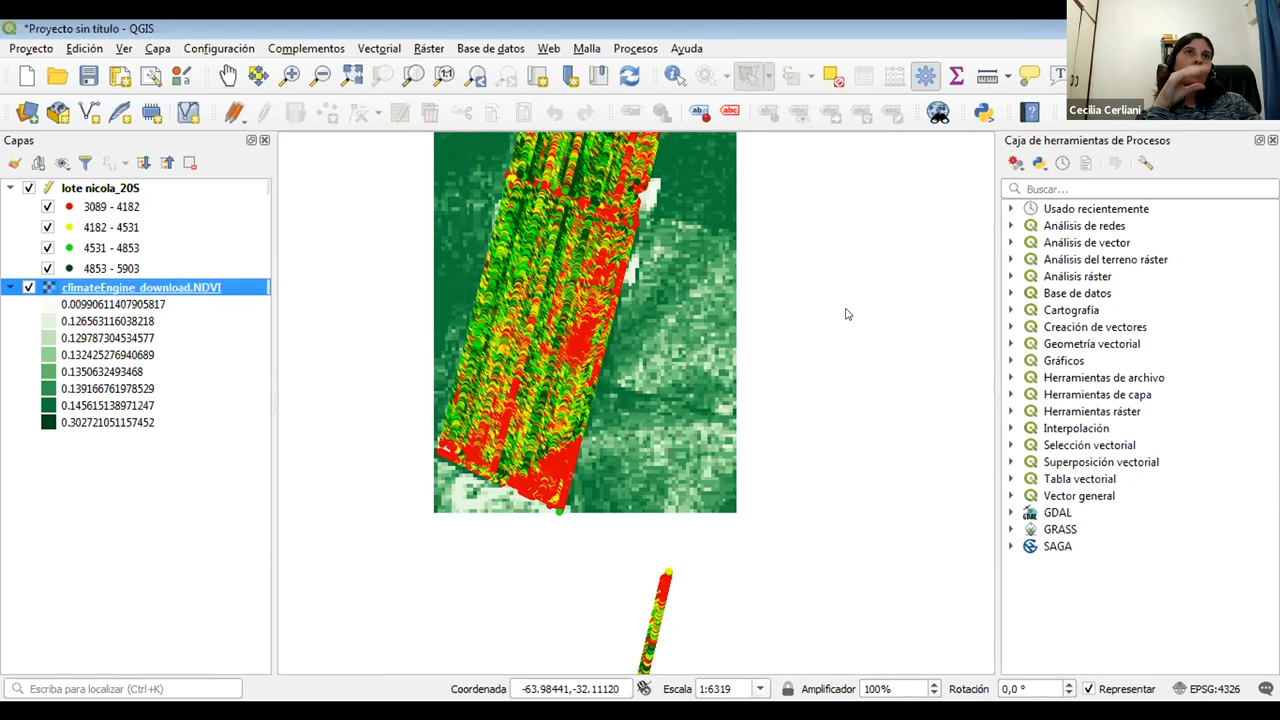 *Proyecto sin título - QGIS
Proyecto Edición Ver Capa Configuración Complementos Vectorial Ráster Base de datos Web Malla Procesos Ayuda
Cecilia Cerliani
Capas
Caja de herramientas de Procesos
Buscar...
lote nicola_20S
3089 - 4182
4182 - 4531
4531 - 4853
4853 - 5903
climateEngine_download.NDVI
0.00990611407905817
0.126563116038218
0.129787304534577
0.132425276940689
0.1350632493468
0.139166761978529
0.145615138971247
0.302721051157452
Usado recientemente
Análisis de redes
Análisis de vector
Análisis del terreno ráster
Análisis ráster
Base de datos
Cartografía
Creación de vectores
Geometría vectorial
Gráficos
Herramientas de archivo
Herramientas de capa
Herramientas ráster
Interpolación
Selección vectorial
Superposición vectorial
Tabla vectorial
Vector general
GDAL
GRASS
SAGA
Escriba para localizar (Ctrl+K)
Coordenada -63.98441,-32.11120 Escala 1:6319 Amplificador 100% Rotación 0,0 ° Representar EPSG:4326